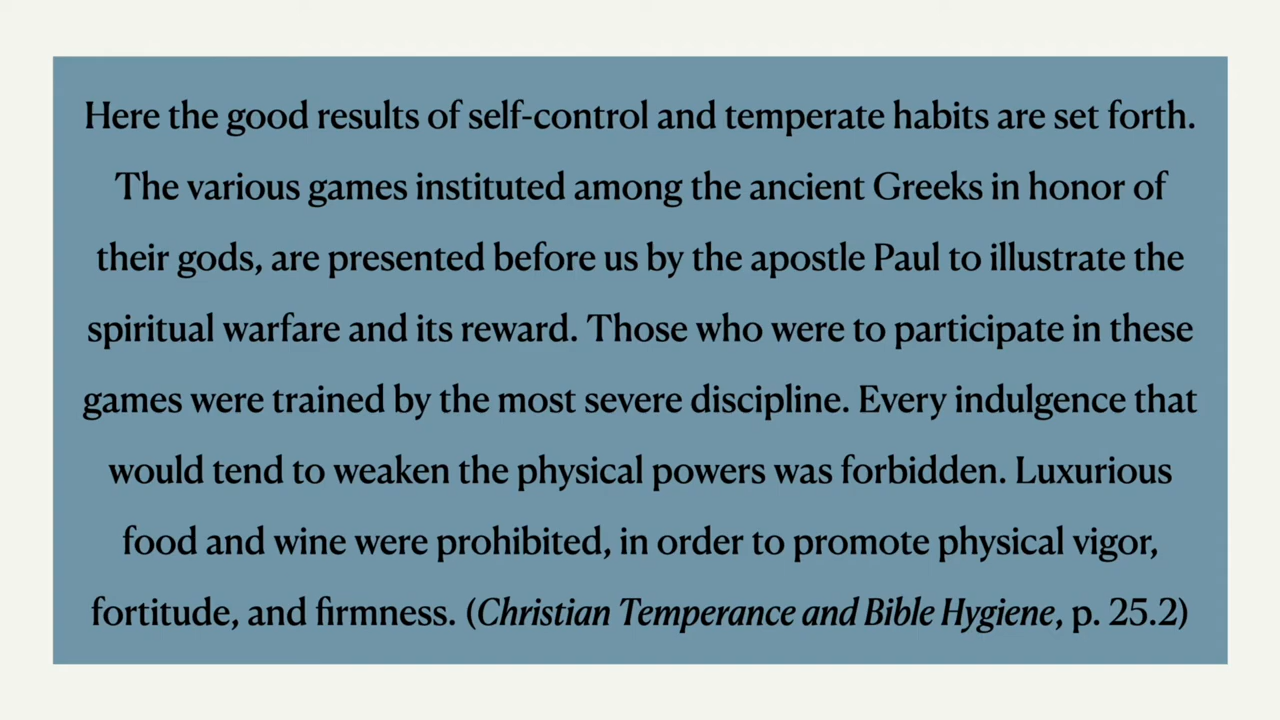 Here the good results of self-control and temperate habits are set forth.
The various games instituted among the ancient Greeks in honor of
their gods, are presented before us by the apostle Paul to illustrate the
spiritual warfare and its reward. Those who were to participate in these
games were trained by the most severe discipline. Every indulgence that
would tend to weaken the physical powers was forbidden. Luxurious
food and wine were prohibited, in order to promote physical vigor,
fortitude, and firmness. (Christian Temperance and Bible Hygiene, p. 25.2)